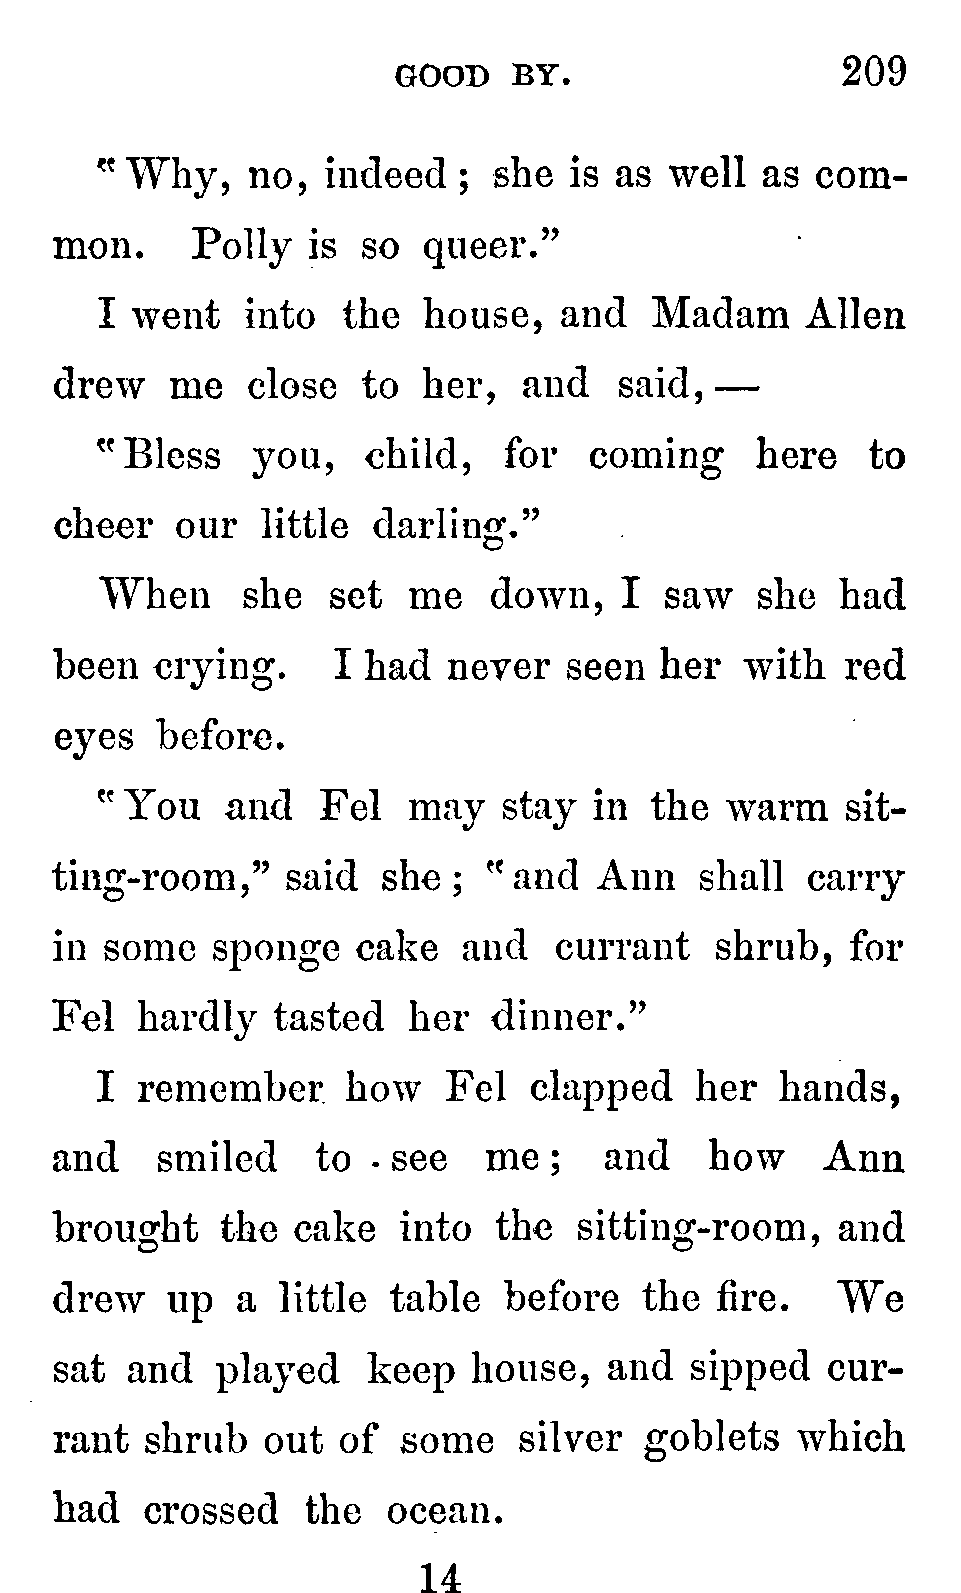 GOOD BY. 209
"Why, no, indeed; she is as well as com-
mon. Polly is so queer."
I went into the house, and Madam Allen
drew me close to her, and said,—
"Bless you, child, for coming here to
cheer our little darling."
When she set me down, I saw she had
been crying. I had never seen her with red
eyes before.
"You and Fel may stay in the warm sit-
ting-room," said she; "and Ann shall carry
in some sponge cake and currant shrub, for
Fel hardly tasted her dinner."
I remember how Fel clapped her hands,
and smiled to see me; and how Ann
brought the cake into the sitting-room, and
drew up a little table before the fire. We
sat and played keep house, and sipped cur-
rant shrub out of some silver goblets which
had crossed the ocean.
14